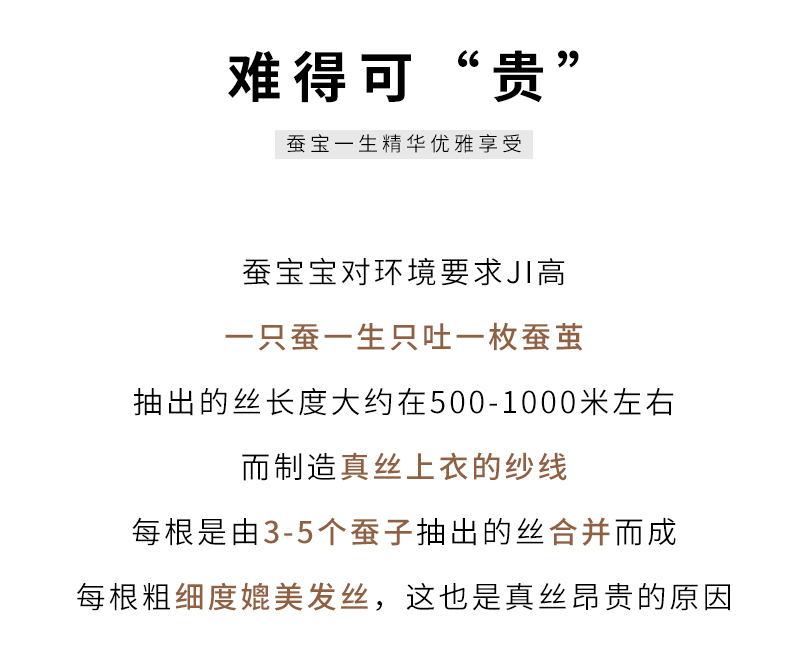 难得可“贵”
蚕宝一生精华优雅享受
蚕宝宝对环境要求JI高
一只蚕一生只吐一枚蚕茧
抽出的丝长度大约在500-1000米左右
而制造真丝上衣的纱线
每根是由3-5个蚕子抽出的丝合并而成
每根粗细度媲美发丝，这也是真丝昂贵的原因